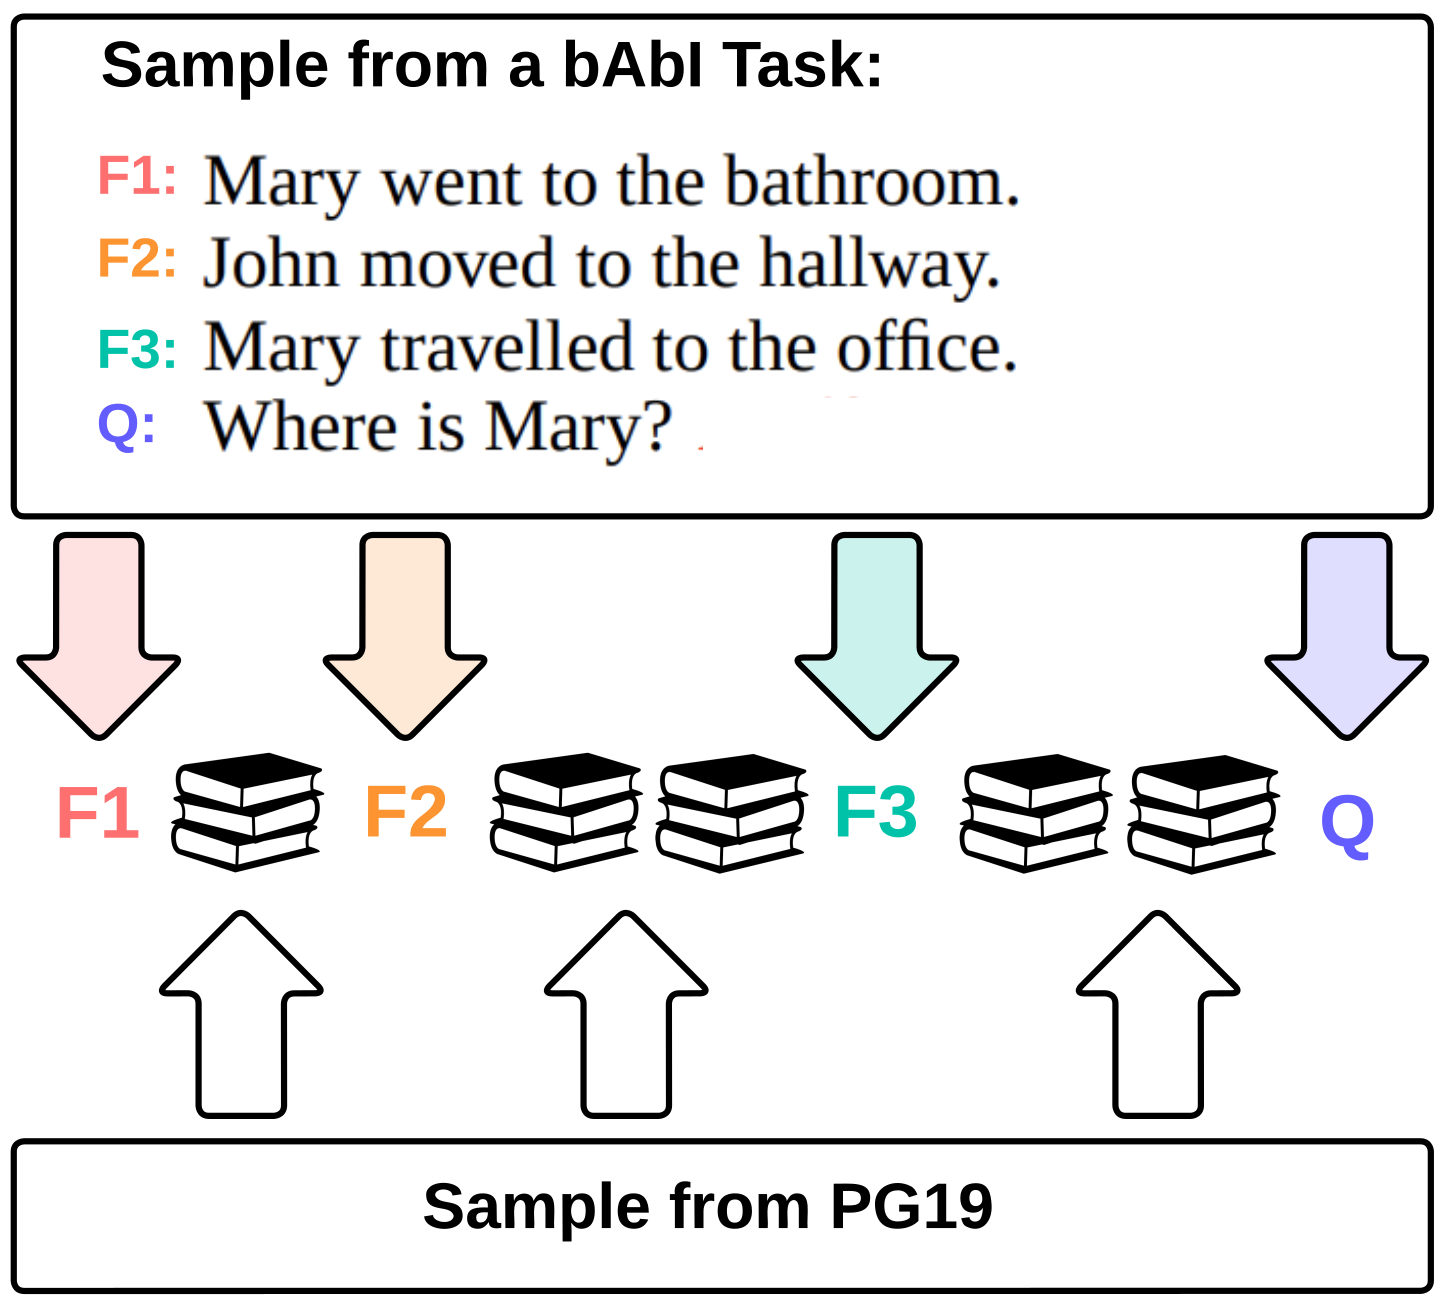 Sample from a bAbI Task:
F1: Mary went to the bathroom.
F2: John moved to the hallway.
F3: Mary travelled to the office.
Q: Where is Mary?
F1 F2 F3 Q
Sample from PG19